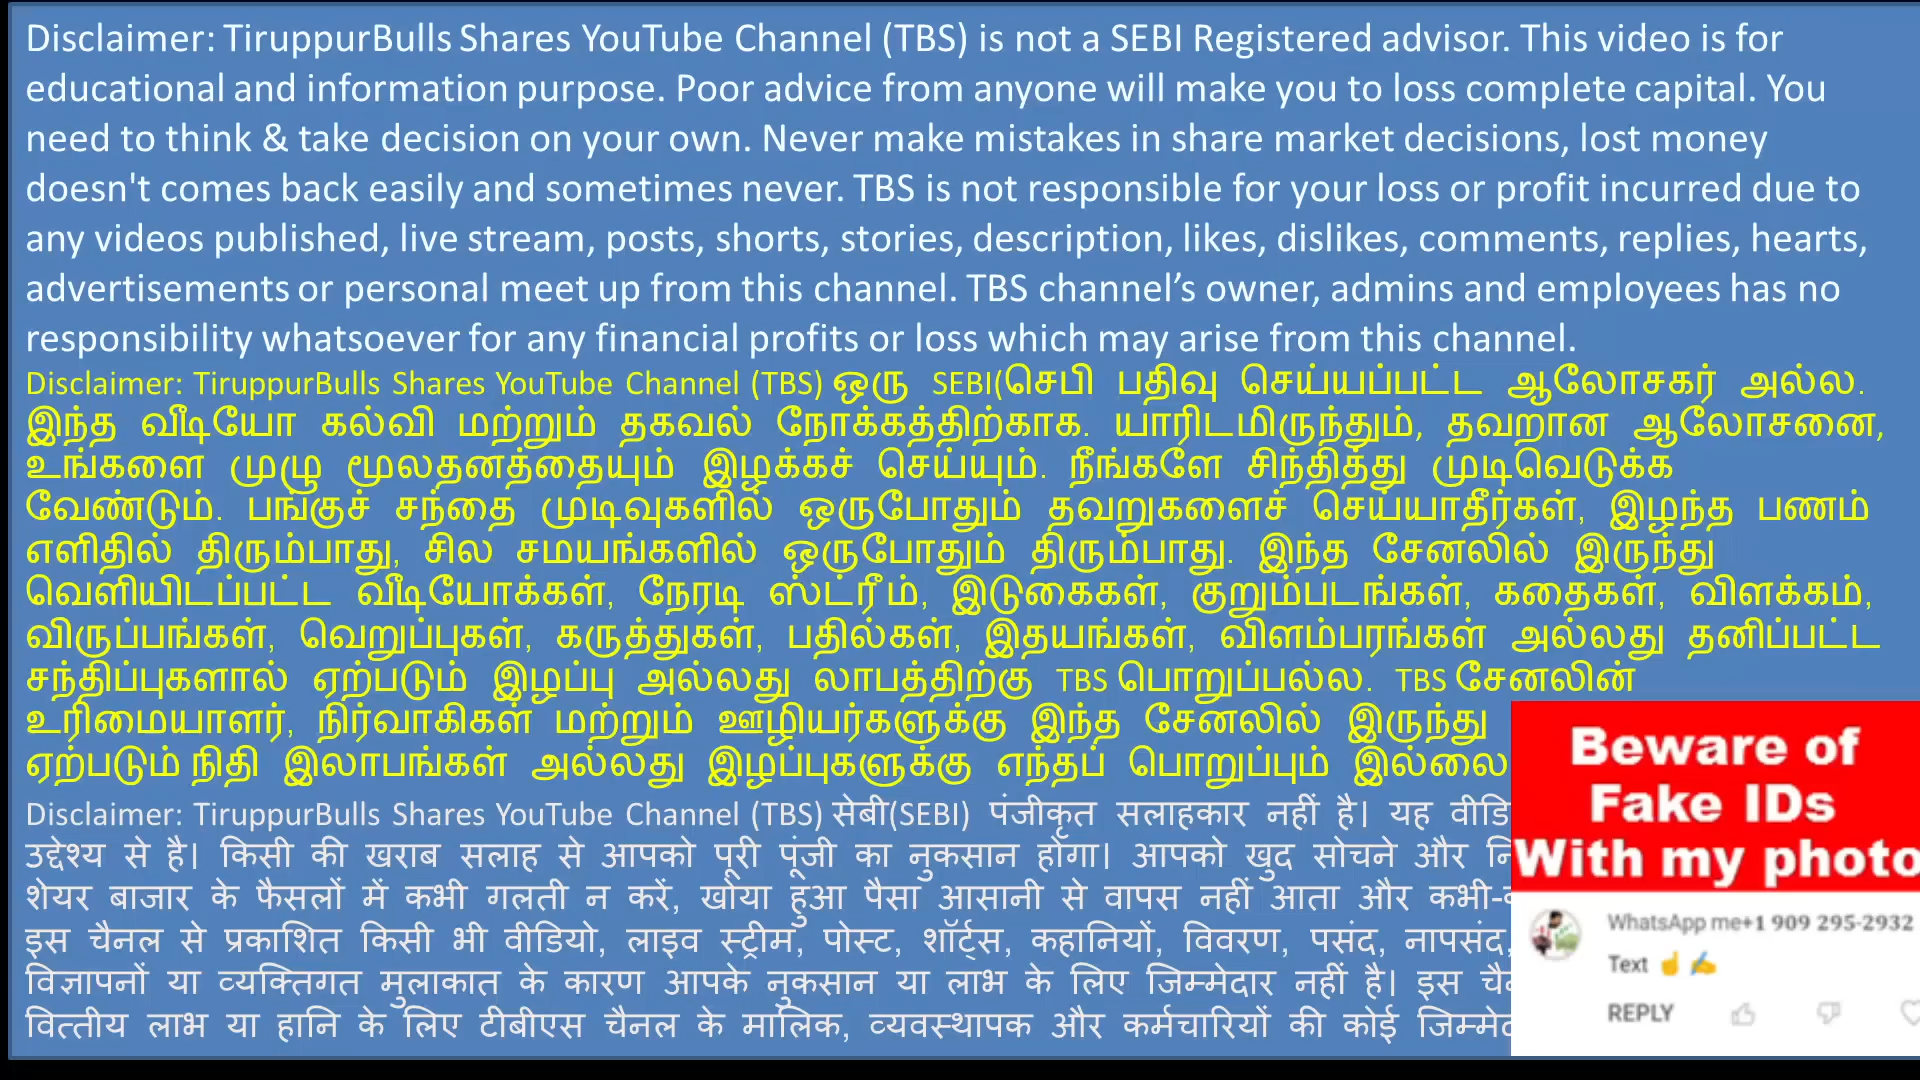 Disclaimer: TiruppurBulls Shares YouTube Channel (TBS) is not a SEBI Registered advisor. This video is for
educational and information purpose. Poor advice from anyone will make you to loss complete capital. You
need to think & take decision on your own. Never make mistakes in share market decisions, lost money
doesn't comes back easily and sometimes never. TBS is not responsible for your loss or profit incurred due to
any videos published, live stream, posts, shorts, stories, description, likes, dislikes, comments, replies, hearts,
advertisements or personal meet up from this channel. TBS channel’s owner, admins and employees has no
responsibility whatsoever for any financial profits or loss which may arise from this channel.
Disclaimer: TiruppurBulls Shares YouTube Channel (TBS) ஒரு SEBI(செபி பதிவு செய்யப்பட்ட ஆலோசகர் அல்ல.
இந்த வீடியோ கல்வி மற்றும் தகவல் நோக்கத்திற்காக. யாரிடமிருந்தும், தவறான ஆலோசனை,
உங்களை முழு மூலதனத்தையும் இழக்கச் செய்யும். நீங்களே சிந்தித்து முடிவெடுக்க
வேண்டும். பங்குச் சந்தை முடிவுகளில் ஒருபோதும் தவறுகளைச் செய்யாதீர்கள், இழந்த பணம்
எளிதில் திரும்பாது, சில சமயங்களில் ஒருபோதும் திரும்பாது. இந்த சேனலில் இருந்து
வெளியிடப்பட்ட வீடியோக்கள், நேரடி ஸ்ட்ரீம், இடுகைகள், குறும்படங்கள், கதைகள், விளக்கம்,
விருப்பங்கள், வெறுப்புகள், கருத்துகள், பதில்கள், இதயங்கள், விளம்பரங்கள் அல்லது தனிப்பட்ட
சந்திப்புகளால் ஏற்படும் இழப்பு அல்லது லாபத்திற்கு TBS பொறுப்பல்ல. TBS சேனலின்
உரிமையாளர், நிர்வாகிகள் மற்றும் ஊழியர்களுக்கு இந்த சேனலில் இருந்து
ஏற்படும் நிதி இலாபங்கள் அல்லது இழப்புகளுக்கு எந்தப் பொறுப்பும் இல்லை
Disclaimer: TiruppurBulls Shares YouTube Channel (TBS) सेबी(SEBI) पंजीकृत सलाहकार नहीं है। यह
उद्देश्य से है। किसी की खराब सलाह से आपको पूरी पूंजी का नुकसान होगा। आपको खुद सोचने और
शेयर बाजार के फैसलों में कभी गलती न करें, खोया हुआ पैसा आसानी से वापस नहीं आता और
इस चैनल से प्रकाशित किसी भी वीडियो, लाइव स्ट्रीम, पोस्ट, शॉर्ट्स, कहानियों, विवरण, पसंद, नापसंद,
विज्ञापनों या व्यक्तिगत मुलाकात के कारण आपके नुकसान या लाभ के लिए जिम्मेदार नहीं है। इस
वित्तीय लाभ या हानि के लिए टीबीएस चैनल के मालिक, व्यवस्थापक और कर्मचारियों की कोई
Beware of
Fake IDs
With my photo
WhatsApp me+1 909 295-2932
Text ☝️ ✍️
REPLY